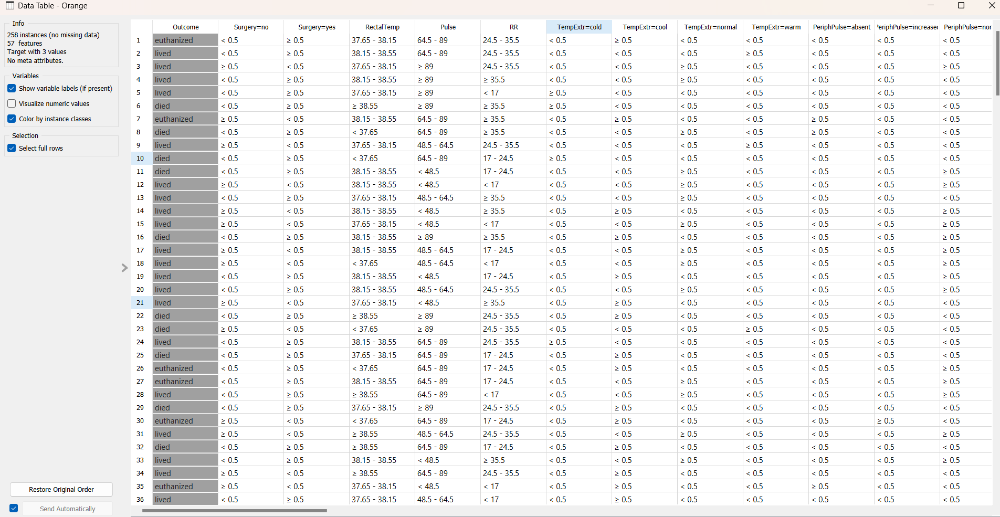 Data Table - Orange
Info
258 instances (no missing data)
57 features
Target with 3 values
No meta attributes.
Variables
Show variable labels (if present)
Visualize numeric values
Color by instance classes
Selection
Select full rows
Restore Original Order
Send Automatically
Outcome Surgery=no Surgery=yes RectalTemp Pulse RR TempExtr=cold TempExtr=cool TempExtr=normal TempExtr=warm PeriphPulse=absent PeriphPulse=increased PeriphPulse=nor
1 euthanized < 0.5 ≥ 0.5 37.65 - 38.15 64.5 - 89 24.5 - 35.5 < 0.5 ≥ 0.5 < 0.5 < 0.5 < 0.5 < 0.5 < 0.5
2 lived < 0.5 ≥ 0.5 38.15 - 38.55 64.5 - 89 24.5 - 35.5 < 0.5 < 0.5 < 0.5 ≥ 0.5 < 0.5 < 0.5 < 0.5
3 lived ≥ 0.5 < 0.5 37.65 - 38.15 ≥ 89 24.5 - 35.5 < 0.5 < 0.5 ≥ 0.5 < 0.5 < 0.5 < 0.5 ≥ 0.5
4 lived < 0.5 ≥ 0.5 38.15 - 38.55 ≥ 89 ≥ 35.5 < 0.5 < 0.5 ≥ 0.5 < 0.5 < 0.5 < 0.5 < 0.5
5 lived < 0.5 ≥ 0.5 37.65 - 38.15 ≥ 89 < 17 ≥ 0.5 < 0.5 < 0.5 < 0.5 < 0.5 < 0.5 < 0.5
6 died < 0.5 ≥ 0.5 ≥ 38.55 ≥ 89 ≥ 35.5 ≥ 0.5 < 0.5 < 0.5 < 0.5 < 0.5 < 0.5 < 0.5
7 euthanized ≥ 0.5 < 0.5 38.15 - 38.55 64.5 - 89 ≥ 35.5 < 0.5 ≥ 0.5 < 0.5 < 0.5 ≥ 0.5 < 0.5 < 0.5
8 died < 0.5 ≥ 0.5 < 37.65 64.5 - 89 ≥ 35.5 < 0.5 ≥ 0.5 < 0.5 < 0.5 ≥ 0.5 < 0.5 < 0.5
9 lived ≥ 0.5 < 0.5 37.65 - 38.15 48.5 - 64.5 24.5 - 35.5 < 0.5 < 0.5 < 0.5 ≥ 0.5 < 0.5 < 0.5 < 0.5
10 died < 0.5 ≥ 0.5 < 37.65 64.5 - 89 17 - 24.5 ≥ 0.5 < 0.5 < 0.5 < 0.5 < 0.5 < 0.5 < 0.5
11 died < 0.5 ≥ 0.5 38.15 - 38.55 < 48.5 17 - 24.5 < 0.5 < 0.5 ≥ 0.5 < 0.5 < 0.5 < 0.5 ≥ 0.5
12 lived ≥ 0.5 < 0.5 38.15 - 38.55 < 48.5 < 17 < 0.5 < 0.5 ≥ 0.5 < 0.5 < 0.5 < 0.5 ≥ 0.5
13 lived < 0.5 ≥ 0.5 37.65 - 38.15 48.5 - 64.5 ≥ 35.5 < 0.5 < 0.5 ≥ 0.5 < 0.5 < 0.5 < 0.5 < 0.5
14 lived ≥ 0.5 < 0.5 38.15 - 38.55 < 48.5 ≥ 35.5 < 0.5 ≥ 0.5 < 0.5 < 0.5 < 0.5 < 0.5 ≥ 0.5
15 lived ≥ 0.5 < 0.5 37.65 - 38.15 < 48.5 < 17 < 0.5 < 0.5 ≥ 0.5 < 0.5 < 0.5 < 0.5 ≥ 0.5
16 died < 0.5 ≥ 0.5 38.15 - 38.55 ≥ 89 ≥ 35.5 < 0.5 ≥ 0.5 < 0.5 < 0.5 < 0.5 < 0.5 ≥ 0.5
17 lived ≥ 0.5 < 0.5 38.15 - 38.55 48.5 - 64.5 17 - 24.5 < 0.5 < 0.5 ≥ 0.5 < 0.5 < 0.5 < 0.5 ≥ 0.5
18 lived ≥ 0.5 < 0.5 < 37.65 48.5 - 64.5 < 17 < 0.5 < 0.5 ≥ 0.5 < 0.5 < 0.5 < 0.5 ≥ 0.5
19 lived < 0.5 ≥ 0.5 38.15 - 38.55 < 48.5 17 - 24.5 < 0.5 ≥ 0.5 < 0.5 < 0.5 < 0.5 < 0.5 ≥ 0.5
20 lived < 0.5 ≥ 0.5 38.15 - 38.55 48.5 - 64.5 24.5 - 35.5 < 0.5 < 0.5 ≥ 0.5 < 0.5 < 0.5 < 0.5 ≥ 0.5
21 lived ≥ 0.5 < 0.5 37.65 - 38.15 < 48.5 ≥ 35.5 < 0.5 ≥ 0.5 < 0.5 < 0.5 < 0.5 < 0.5 < 0.5
22 died < 0.5 ≥ 0.5 ≥ 38.55 ≥ 89 24.5 - 35.5 < 0.5 ≥ 0.5 < 0.5 < 0.5 < 0.5 < 0.5 < 0.5
23 died ≥ 0.5 < 0.5 < 37.65 ≥ 89 24.5 - 35.5 < 0.5 < 0.5 < 0.5 ≥ 0.5 < 0.5 < 0.5 < 0.5
24 lived < 0.5 ≥ 0.5 38.15 - 38.55 64.5 - 89 24.5 - 35.5 ≥ 0.5 < 0.5 < 0.5 < 0.5 < 0.5 < 0.5 < 0.5
25 died < 0.5 ≥ 0.5 37.65 - 38.15 64.5 - 89 17 - 24.5 < 0.5 ≥ 0.5 < 0.5 < 0.5 < 0.5 < 0.5 < 0.5
26 euthanized < 0.5 ≥ 0.5 < 37.65 64.5 - 89 17 - 24.5 < 0.5 ≥ 0.5 < 0.5 < 0.5 < 0.5 < 0.5 ≥ 0.5
27 euthanized < 0.5 ≥ 0.5 38.15 - 38.55 64.5 - 89 17 - 24.5 < 0.5 < 0.5 ≥ 0.5 < 0.5 < 0.5 < 0.5 ≥ 0.5
28 lived < 0.5 ≥ 0.5 ≥ 38.55 64.5 - 89 < 17 < 0.5 < 0.5 ≥ 0.5 < 0.5 < 0.5 < 0.5 ≥ 0.5
29 died < 0.5 ≥ 0.5 37.65 - 38.15 ≥ 89 24.5 - 35.5 < 0.5 ≥ 0.5 < 0.5 < 0.5 < 0.5 < 0.5 < 0.5
30 euthanized ≥ 0.5 < 0.5 < 37.65 64.5 - 89 17 - 24.5 < 0.5 ≥ 0.5 < 0.5 < 0.5 < 0.5 ≥ 0.5 < 0.5
31 lived ≥ 0.5 < 0.5 ≥ 38.55 48.5 - 64.5 24.5 - 35.5 < 0.5 < 0.5 ≥ 0.5 < 0.5 < 0.5 < 0.5 ≥ 0.5
32 died < 0.5 ≥ 0.5 ≥ 38.55 64.5 - 89 17 - 24.5 < 0.5 ≥ 0.5 < 0.5 < 0.5 < 0.5 < 0.5 < 0.5
33 lived < 0.5 ≥ 0.5 38.15 - 38.55 < 48.5 ≥ 35.5 < 0.5 < 0.5 ≥ 0.5 < 0.5 < 0.5 < 0.5 ≥ 0.5
34 lived ≥ 0.5 < 0.5 ≥ 38.55 64.5 - 89 24.5 - 35.5 < 0.5 ≥ 0.5 < 0.5 < 0.5 < 0.5 < 0.5 < 0.5
35 euthanized ≥ 0.5 < 0.5 37.65 - 38.15 < 48.5 < 17 < 0.5 ≥ 0.5 < 0.5 < 0.5 ≥ 0.5 < 0.5 < 0.5
36 lived < 0.5 ≥ 0.5 37.65 - 38.15 48.5 - 64.5 < 17 < 0.5 ≥ 0.5 < 0.5 < 0.5 < 0.5 < 0.5 < 0.5